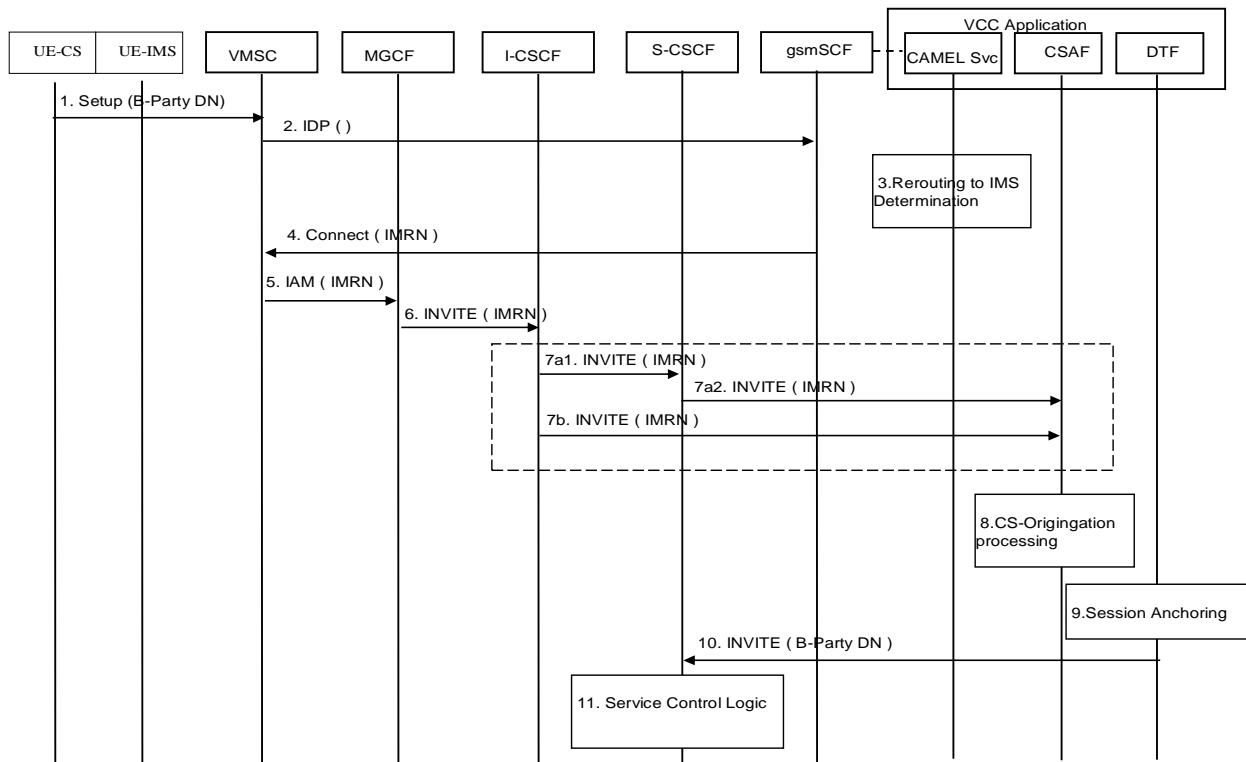 VCC Application
UE-CS
UE-IMS
VMSC
MGCF
I-CSCF
S-CSCF
gsmSCF
CAMEL Svc
CSAF
DTF
1. Setup (B-Party DN)
2. IDP ( )
3.Rerouting to IMS
Determination
4. Connect ( IMRN )
5. IAM ( IMRN )
6. INVITE ( IMRN )
7a1. INVITE ( IMRN )
7a2. INVITE ( IMRN )
7b. INVITE ( IMRN )
8.CS-Origingation
processing
9.Session Anchoring
10. INVITE ( B-Party DN )
11. Service Control Logic